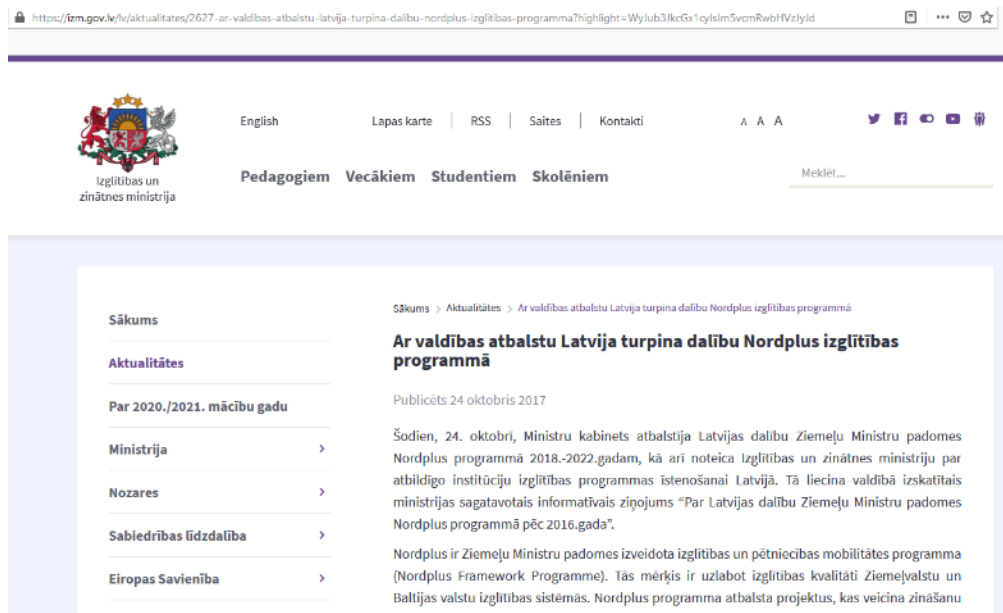 https://izm.gov.lv/lv/aktualitates/2627-ar-valdibas-atbalstu-latvija-turpina-dalibu-nordplus-izglitibas-programma?highlight=
English
Lapas karte | RSS | Saites | Kontakti
A A A
Pedagogiem Vecākiem Studentiem Skolēniem
Meklēt...
Izglītības un
zinātnes ministrija
Sākums
Aktualitātes
Par 2020./2021. mācību gadu
Ministrija
Nozares
Sabiedrības līdzdalība
Eiropas Savienība
Sākums > Aktualitātes > Ar valdības atbalstu Latvija turpina dalību Nordplus izglītības programmā
Ar valdības atbalstu Latvija turpina dalību Nordplus izglītības
programmā
Publicēts 24 oktobris 2017
Šodien, 24. oktobrī, Ministru kabinets atbalstīja Latvijas dalību Ziemeļu Ministru padomes
Nordplus programmā 2018.-2022.gadam, kā arī noteica Izglītības un zinātnes ministriju par
atbildīgo institūciju izglītības programmas īstenošanai Latvijā. Tā liecina valdībā izskatītais
ministrijas sagatavotais informatīvais ziņojums “Par Latvijas dalību Ziemeļu Ministru padomes
Nordplus programmā pēc 2016.gada”.
Nordplus ir Ziemeļu Ministru padomes izveidota izglītības un pētniecības mobilitātes programma
(Nordplus Framework Programme). Tās mērķis ir uzlabot izglītības kvalitāti Ziemeļvalstu un
Baltijas valstu izglītības sistēmās. Nordplus programma atbalsta projektus, kas veicina zināšanu